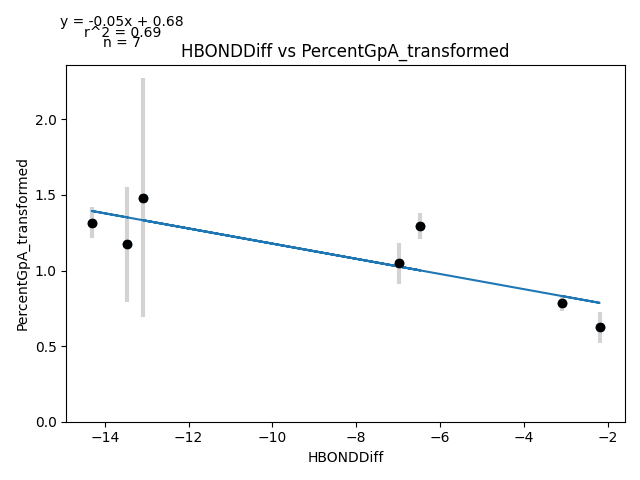 y = -0.05x + 0.68
r^2 = 0.69
n = 7
HBONDDiff vs PercentGpA_transformed
PercentGpA_transformed
2.0
1.5
1.0
0.5
0.0
−14
−12
−10
−8
−6
−4
−2
HBONDDiff